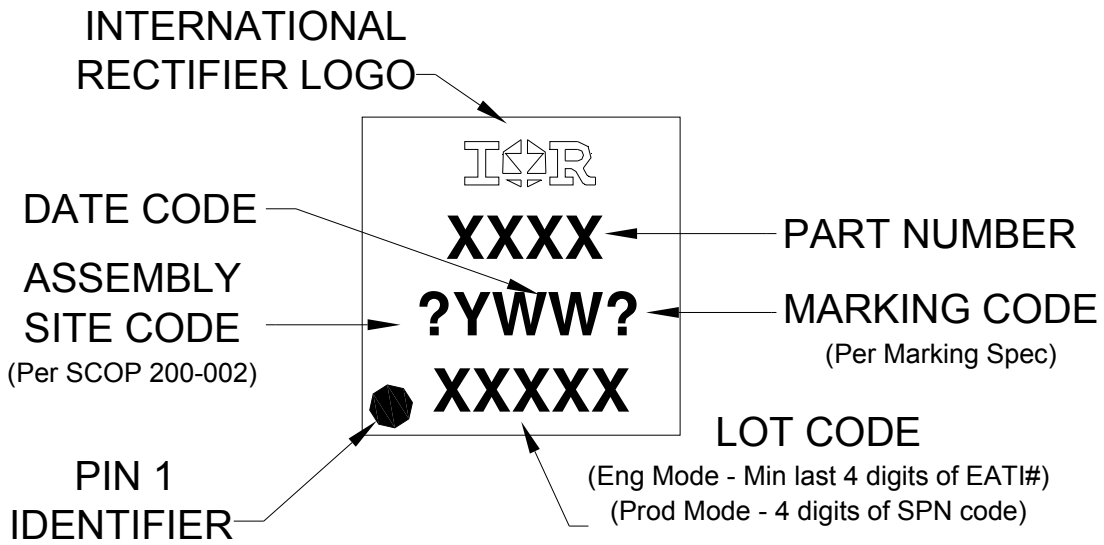 INTERNATIONAL
RECTIFIER LOGO
IR
DATE CODE
XXXX
PART NUMBER
ASSEMBLY
SITE CODE
(Per SCOP 200-002)
?YWW?
MARKING CODE
(Per Marking Spec)
XXXXX
PIN 1
IDENTIFIER
LOT CODE
(Eng Mode - Min last 4 digits of EATI#)
(Prod Mode - 4 digits of SPN code)